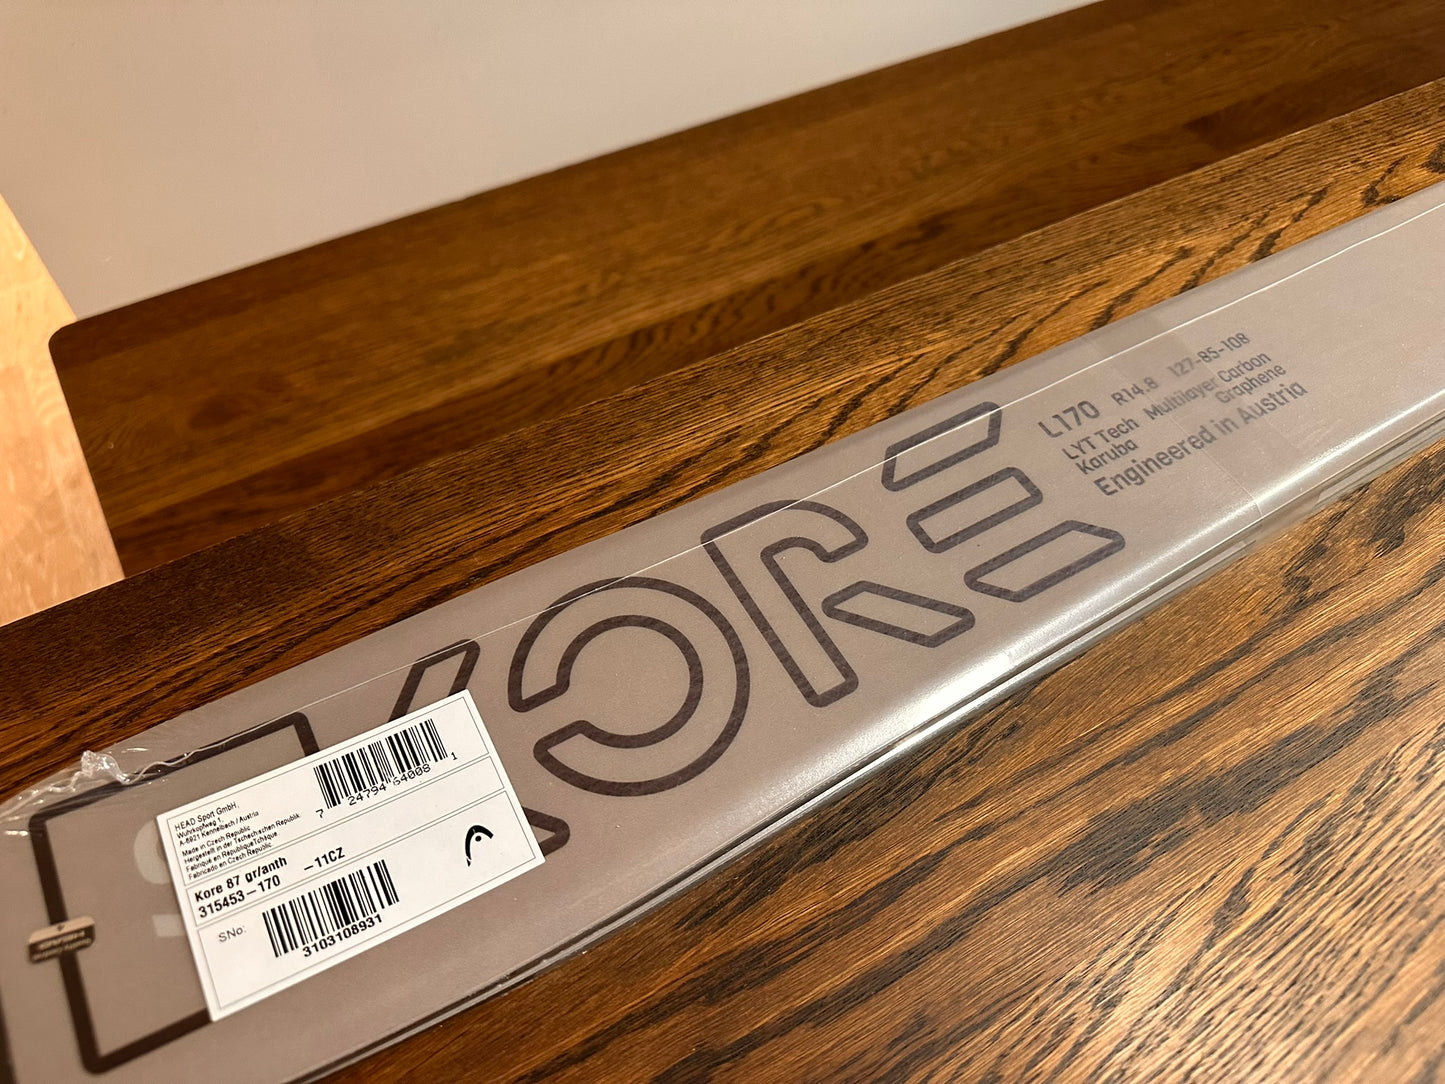 KORE
L170 R14.8 127-85-108
LYT Tech Multilayer Carbon
Karuba Graphene
Engineered in Austria
HEAD Sport GmbH,
Wuhrkopfweg 1,
A-6921 Kennelbach / Austria
Made in Czech Republic
Hergestellt in der Tschechischen Republik
Fabriqué en République Tchèque
Fabricado en Czech Republic
7 24794 64008 1
Kore 87 gr/anth -11CZ
315453-170
SNo:
3103108931
HEAD